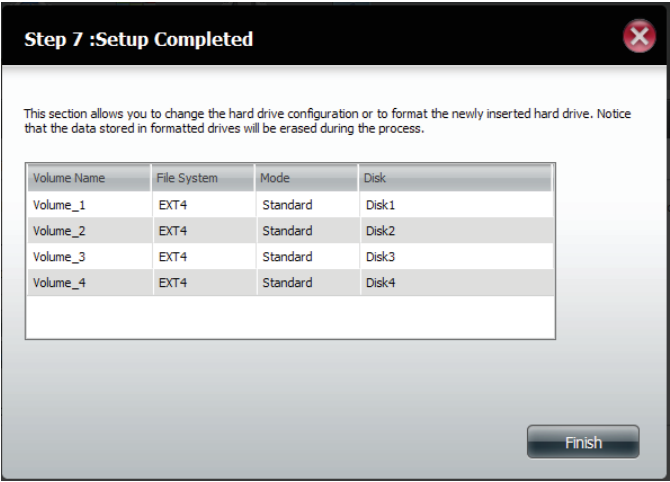 Step 7 :Setup Completed
This section allows you to change the hard drive configuration or to format the newly inserted hard drive. Notice
that the data stored in formatted drives will be erased during the process.
Volume Name File System Mode Disk
Volume_1 EXT4 Standard Disk1
Volume_2 EXT4 Standard Disk2
Volume_3 EXT4 Standard Disk3
Volume_4 EXT4 Standard Disk4
Finish